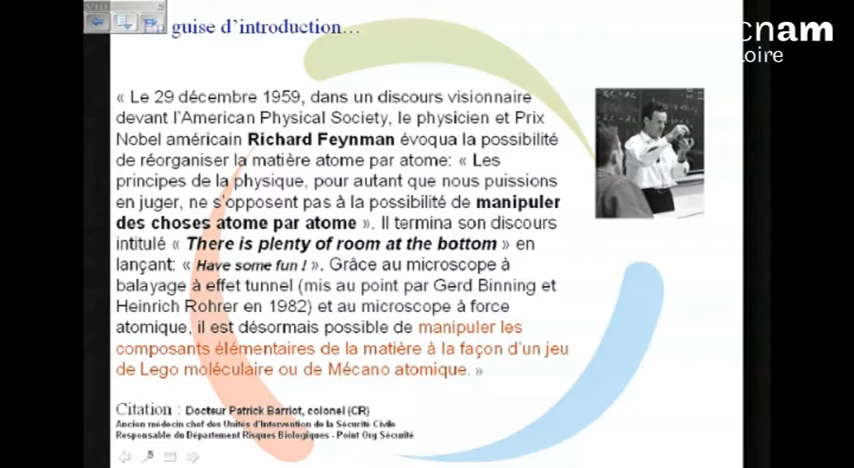 guise d'introduction...
cnam
Loire
« Le 29 décembre 1959, dans un discours visionnaire
devant l'American Physical Society, le physicien et Prix
Nobel américain Richard Feynman évoqua la possibilité
de réorganiser la matière atome par atome: « Les
principes de la physique, pour autant que nous puissions
en juger, ne s'opposent pas à la possibilité de manipuler
des choses atome par atome ». Il termina son discours
intitulé « There is plenty of room at the bottom » en
lançant: « Have some fun ! ». Grâce au microscope à
balayage à effet tunnel (mis au point par Gerd Binning et
Heinrich Rohrer en 1982) et au microscope à force
atomique, il est désormais possible de manipuler les
composants élémentaires de la matière à la façon d'un jeu
de Lego moléculaire ou de Mécano atomique. »
Citation : Docteur Patrick Barriot, colonel (CR)
Ancien médecin chef des Unités d'Intervention de la Sécurité Civile
Responsable du Département Risques Biologiques - Point Org Sécurité
5